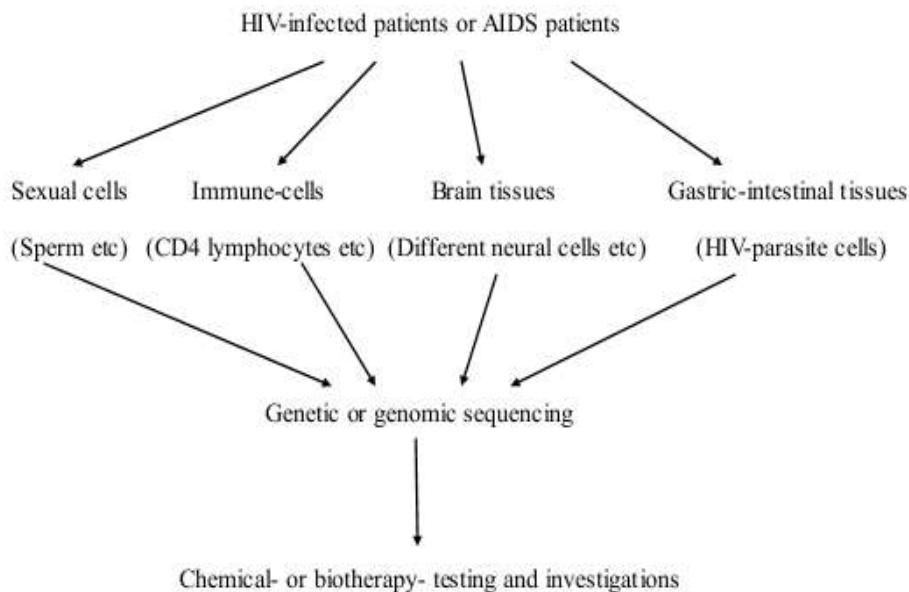 HIV-infected patients or AIDS patients
Sexual cells Immune-cells Brain tissues Gastric-intestinal tissues
(Sperm etc) (CD4 lymphocytes etc) (Different neural cells etc) (HIV-parasite cells)
Genetic or genomic sequencing
Chemical- or biotherapy- testing and investigations